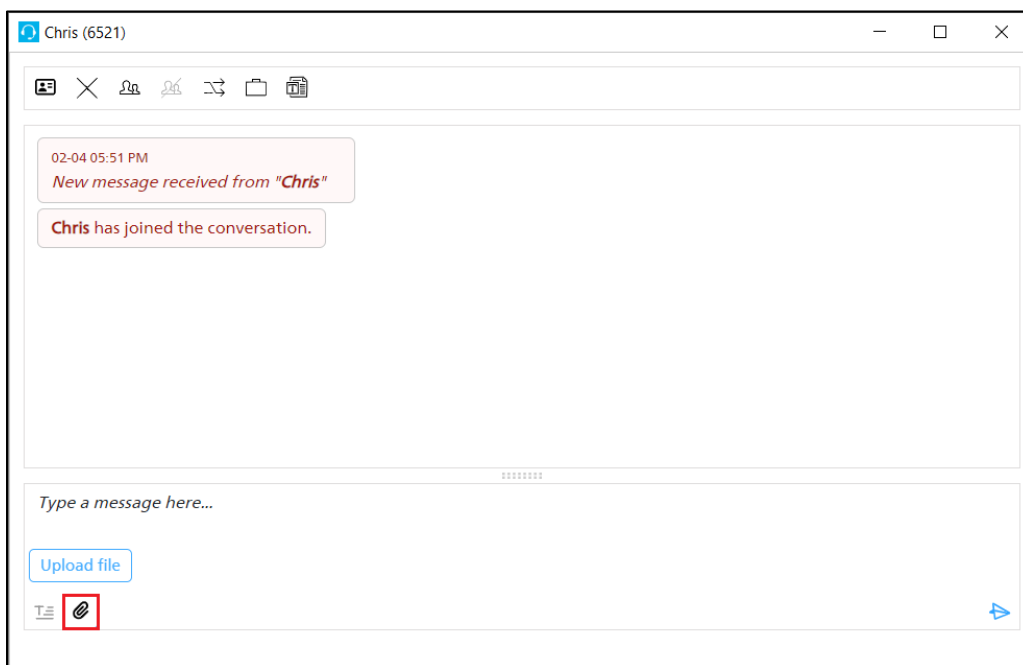 Chris (6521)
02-04 05:51 PM
New message received from "Chris"
Chris has joined the conversation.
Type a message here...
Upload file